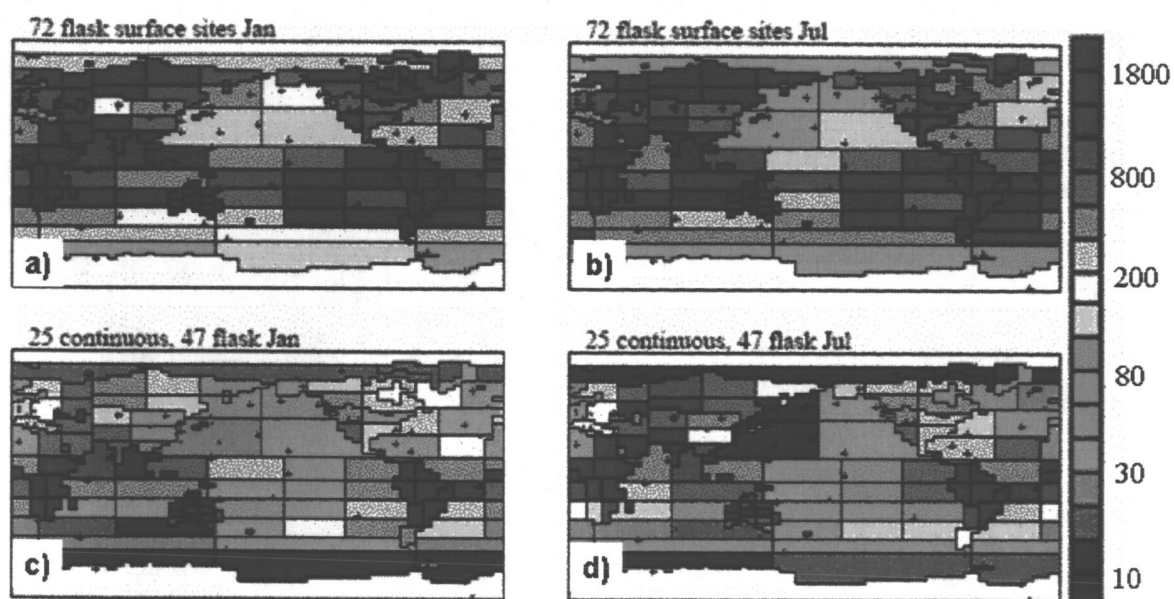 72 flask surface sites Jan
72 flask surface sites Jul
a)
b)
25 continuous, 47 flask Jan
25 continuous, 47 flask Jul
c)
d)
1800
800
200
80
30
10